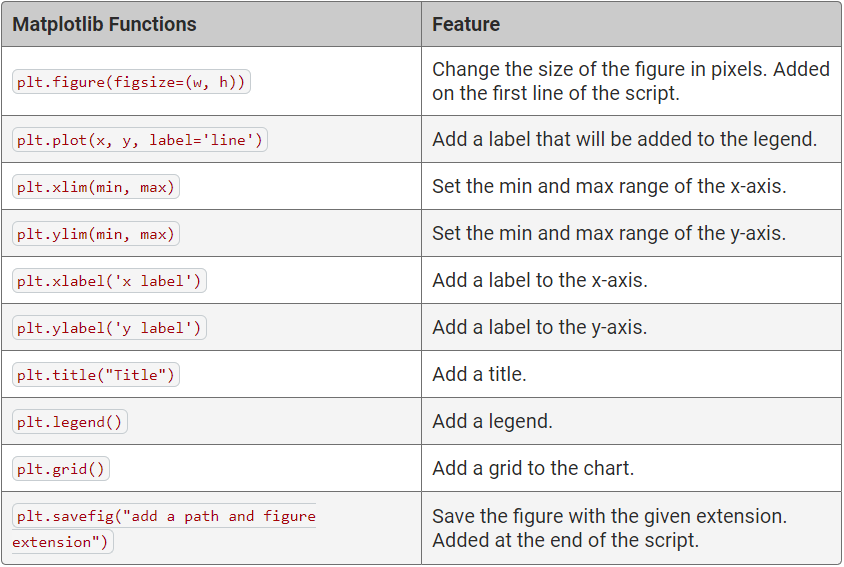 Matplotlib Functions
Feature
plt.figure(figsize=(w, h))
Change the size of the figure in pixels. Added
on the first line of the script.
plt.plot(x, y, label='line')
Add a label that will be added to the legend.
plt.xlim(min, max)
Set the min and max range of the x-axis.
plt.ylim(min, max)
Set the min and max range of the y-axis.
plt.xlabel('x label')
Add a label to the x-axis.
plt.ylabel('y label')
Add a label to the y-axis.
plt.title("Title")
Add a title.
plt.legend()
Add a legend.
plt.grid()
Add a grid to the chart.
plt.savefig("add a path and figure
extension")
Save the figure with the given extension.
Added at the end of the script.